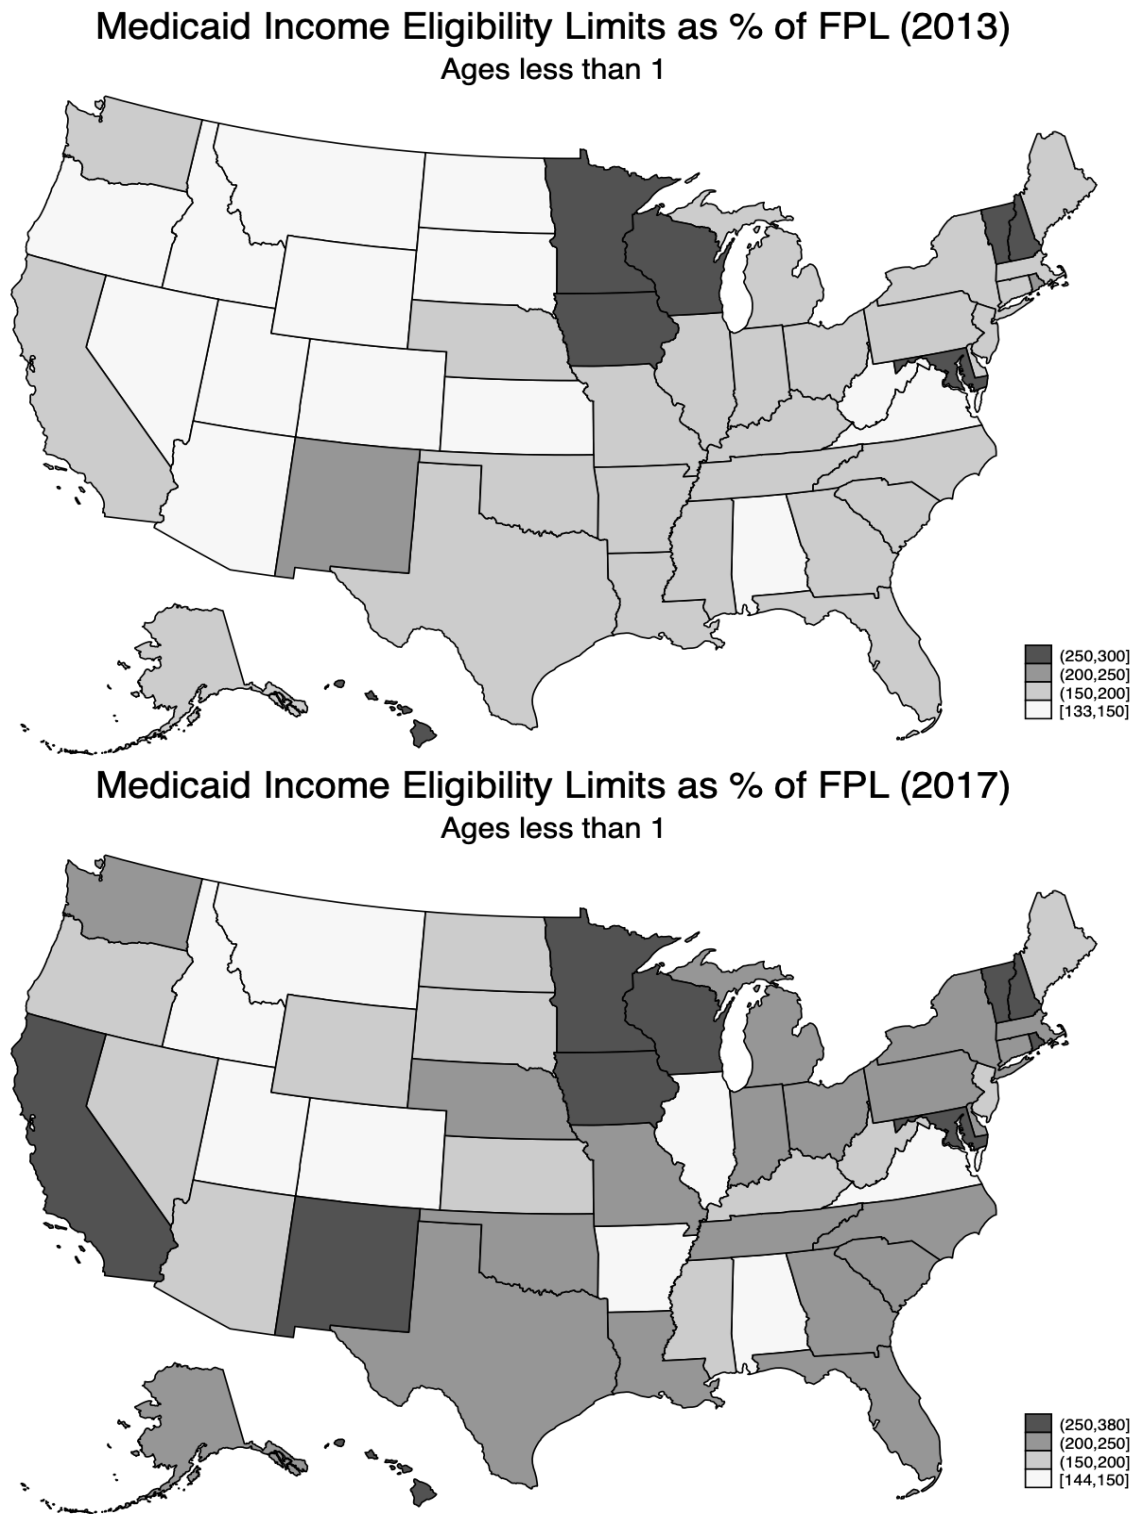 Medicaid Income Eligibility Limits as % of FPL (2013)
Ages less than 1
(250,300]
(200,250]
(150,200]
[133,150]
Medicaid Income Eligibility Limits as % of FPL (2017)
Ages less than 1
(250,380]
(200,250]
(150,200]
[144,150]